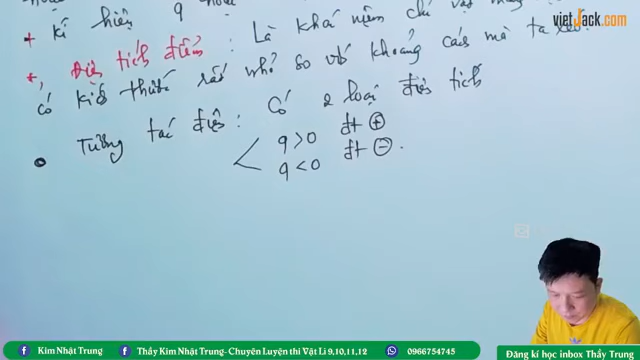 vietJack.com
+ kí hiệu q
+, Điện tích điểm : Là khái niệm chỉ vật mang
có kích thước rất nhỏ so với khoảng cách mà ta xét
• Tương tác điện : Có 2 loại điện tích
q > 0 đt ⊕
q < 0 đt ⊖.
Kim Nhật Trung
Thầy Kim Nhật Trung- Chuyên Luyện thi Vật Lí 9,10,11,12
0966754745
Đăng kí học inbox Thầy Trung